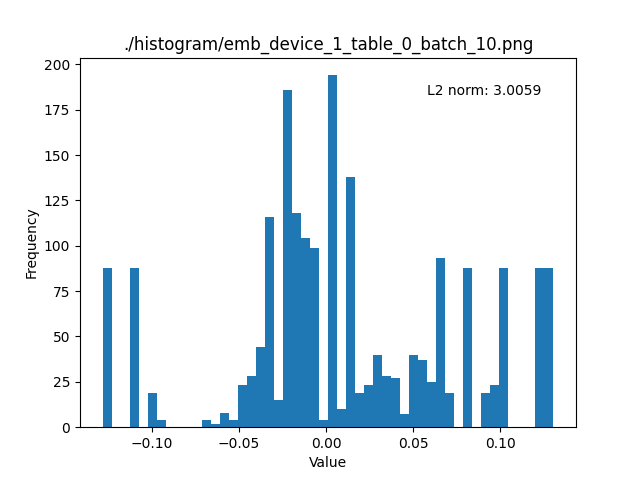 ./histogram/emb_device_1_table_0_batch_10.png
L2 norm: 3.0059
200
175
150
125
100
75
50
25
0
Frequency
−0.10 −0.05 0.00 0.05 0.10
Value